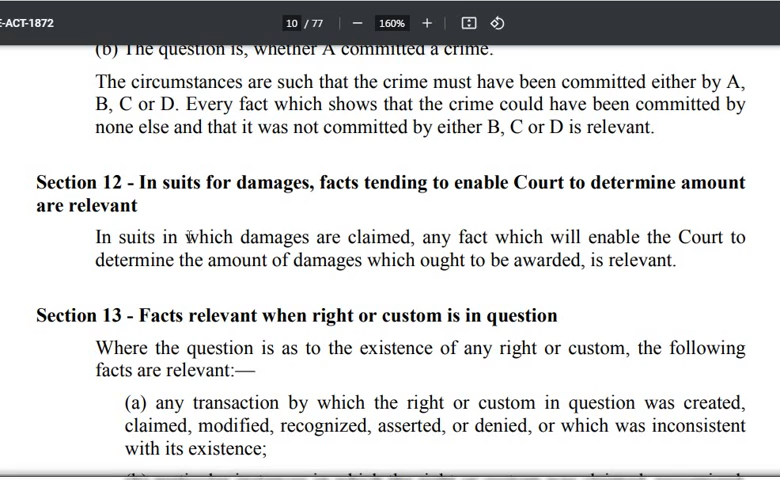 E-ACT-1872
10 / 77
160%
(b) The question is, whether A committed a crime.
The circumstances are such that the crime must have been committed either by A,
B, C or D. Every fact which shows that the crime could have been committed by
none else and that it was not committed by either B, C or D is relevant.
Section 12 - In suits for damages, facts tending to enable Court to determine amount
are relevant
In suits in which damages are claimed, any fact which will enable the Court to
determine the amount of damages which ought to be awarded, is relevant.
Section 13 - Facts relevant when right or custom is in question
Where the question is as to the existence of any right or custom, the following
facts are relevant:—
(a) any transaction by which the right or custom in question was created,
claimed, modified, recognized, asserted, or denied, or which was inconsistent
with its existence;